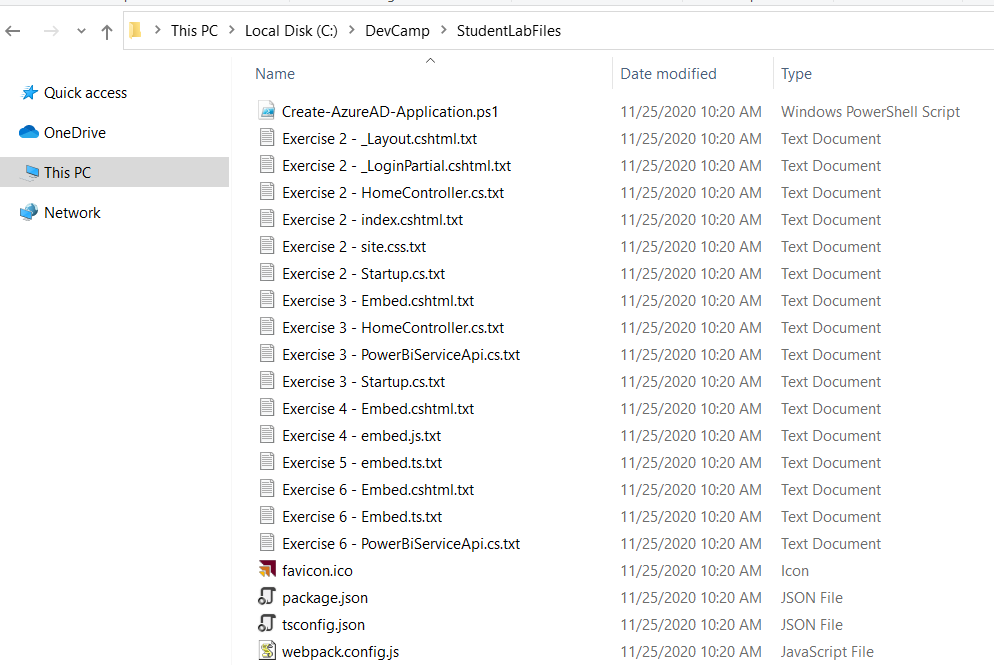 This PC > Local Disk (C:) > DevCamp > StudentLabFiles
Quick access
OneDrive
This PC
Network
Name Date modified Type
Create-AzureAD-Application.ps1 11/25/2020 10:20 AM Windows PowerShell Script
Exercise 2 - _Layout.cshtml.txt 11/25/2020 10:20 AM Text Document
Exercise 2 - _LoginPartial.cshtml.txt 11/25/2020 10:20 AM Text Document
Exercise 2 - HomeController.cs.txt 11/25/2020 10:20 AM Text Document
Exercise 2 - index.cshtml.txt 11/25/2020 10:20 AM Text Document
Exercise 2 - site.css.txt 11/25/2020 10:20 AM Text Document
Exercise 2 - Startup.cs.txt 11/25/2020 10:20 AM Text Document
Exercise 3 - Embed.cshtml.txt 11/25/2020 10:20 AM Text Document
Exercise 3 - HomeController.cs.txt 11/25/2020 10:20 AM Text Document
Exercise 3 - PowerBiServiceApi.cs.txt 11/25/2020 10:20 AM Text Document
Exercise 3 - Startup.cs.txt 11/25/2020 10:20 AM Text Document
Exercise 4 - Embed.cshtml.txt 11/25/2020 10:20 AM Text Document
Exercise 4 - embed.js.txt 11/25/2020 10:20 AM Text Document
Exercise 5 - embed.ts.txt 11/25/2020 10:20 AM Text Document
Exercise 6 - Embed.cshtml.txt 11/25/2020 10:20 AM Text Document
Exercise 6 - Embed.ts.txt 11/25/2020 10:20 AM Text Document
Exercise 6 - PowerBiServiceApi.cs.txt 11/25/2020 10:20 AM Text Document
favicon.ico 11/25/2020 10:20 AM Icon
package.json 11/25/2020 10:20 AM JSON File
tsconfig.json 11/25/2020 10:20 AM JSON File
webpack.config.js 11/25/2020 10:20 AM JavaScript File